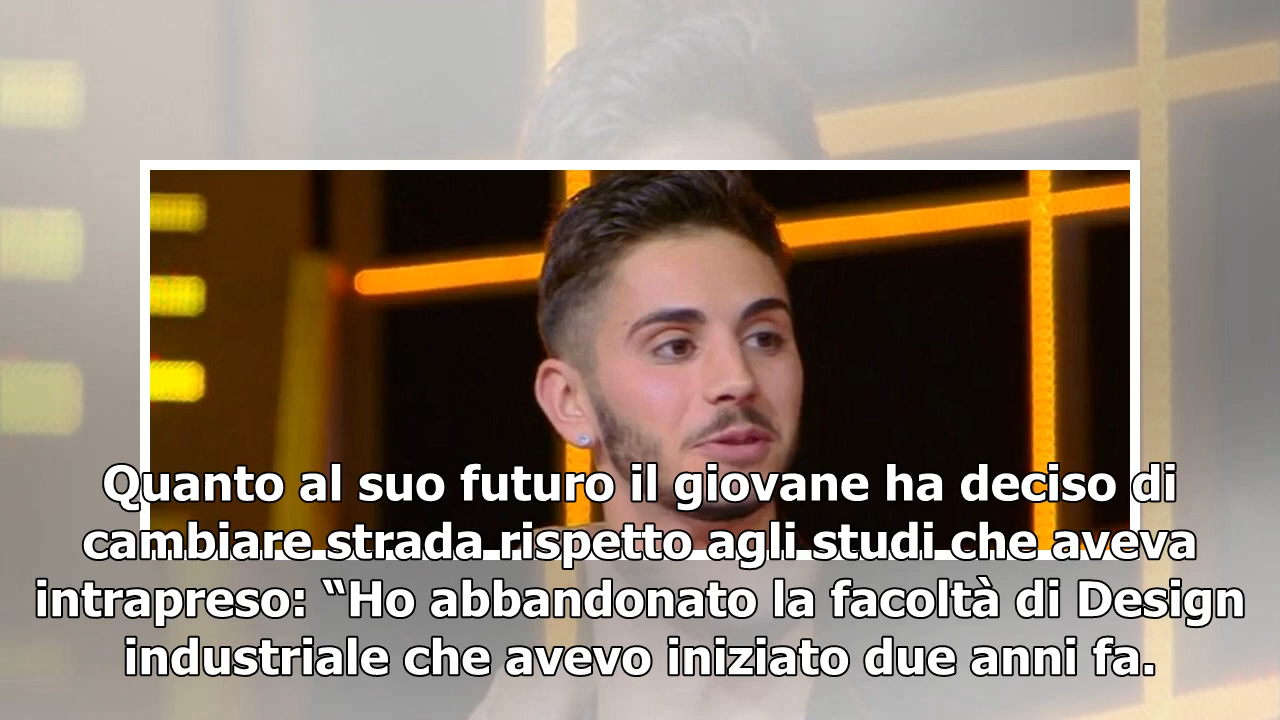 Quanto al suo futuro il giovane ha deciso di
cambiare strada rispetto agli studi che aveva
intrapreso: “Ho abbandonato la facoltà di Design
industriale che avevo iniziato due anni fa.